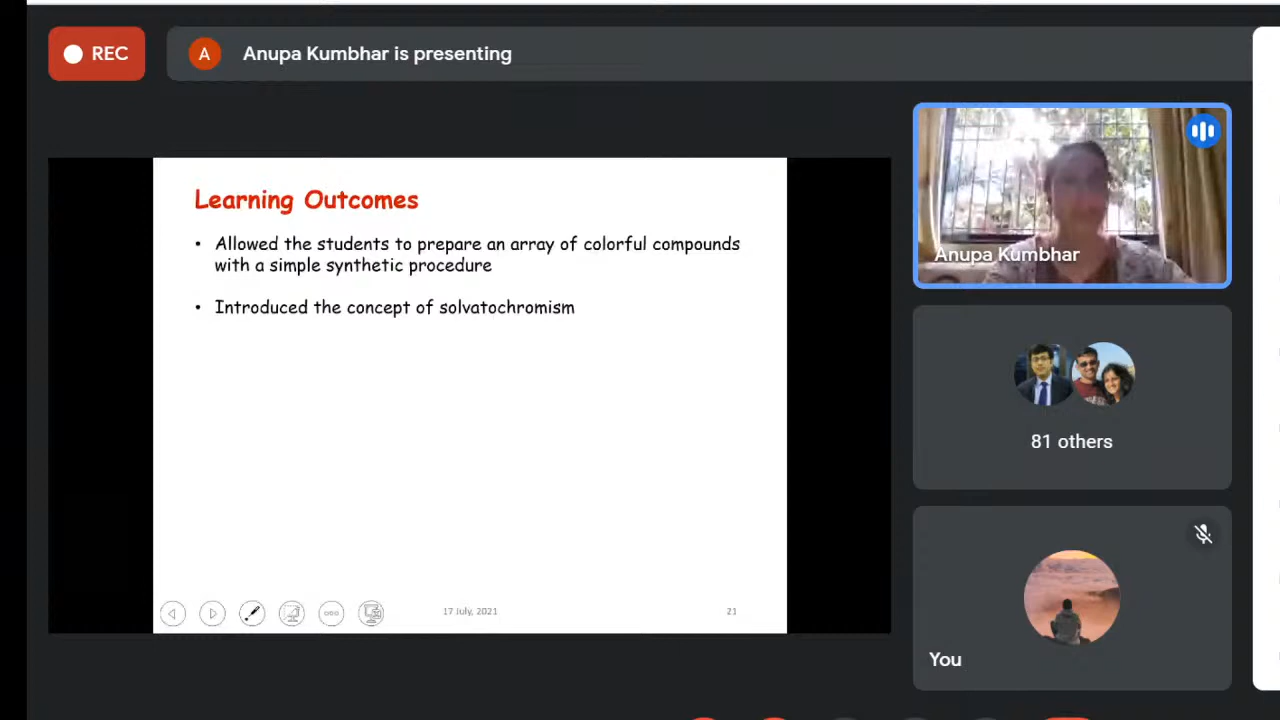 REC
A
Anupa Kumbhar is presenting
Learning Outcomes
• Allowed the students to prepare an array of colorful compounds
with a simple synthetic procedure
• Introduced the concept of solvatochromism
17 July, 2021
21
Anupa Kumbhar
81 others
You